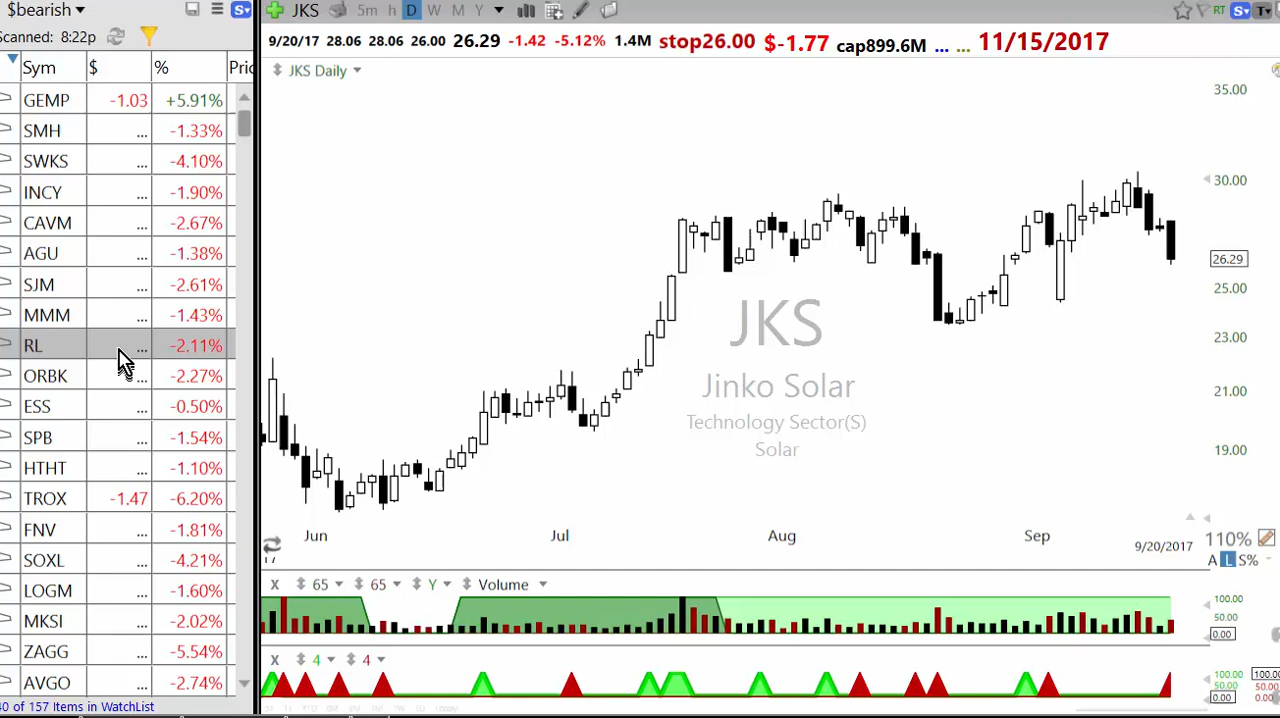 $bearish
Scanned: 8:22p
Sym $ %
GEMP -1.03 +5.91%
SMH ... -1.33%
SWKS ... -4.10%
INCY ... -1.90%
CAVM ... -2.67%
AGU ... -1.38%
SJM ... -2.61%
MMM ... -1.43%
RL ... -2.11%
ORBK ... -2.27%
ESS ... -0.50%
SPB ... -1.54%
HTHT ... -1.10%
TROX -1.47 -6.20%
FNV ... -1.81%
SOXL ... -4.21%
LOGM ... -1.60%
MKSI ... -2.02%
ZAGG ... -5.54%
AVGO ... -2.74%
40 of 157 Items in WatchList
JKS 5m h D W M Y RT S T
9/20/17 28.06 28.06 26.00 26.29 -1.42 -5.12% 1.4M stop26.00 $-1.77 cap899.6M ... ... 11/15/2017
JKS Daily
35.00
30.00
26.29
25.00
23.00
21.00
19.00
JKS
Jinko Solar
Technology Sector(S)
Solar
Jun Jul Aug Sep
9/20/2017
110%
A L S%
X 65 65 Y Volume
100.00
50.00
0.00
X 4 4
100.00
50.00
0.00